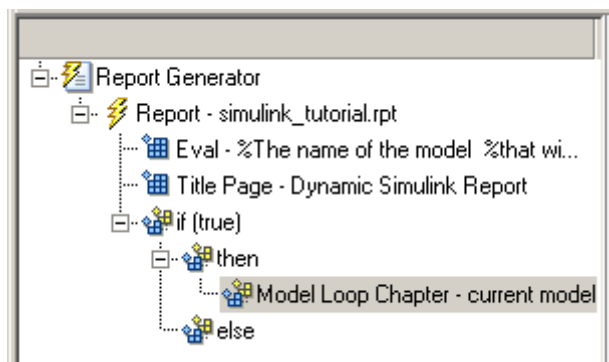 Report Generator
Report - simulink_tutorial.rpt
Eval - %The name of the model %that wi...
Title Page - Dynamic Simulink Report
if (true)
then
Model Loop Chapter - current model
else